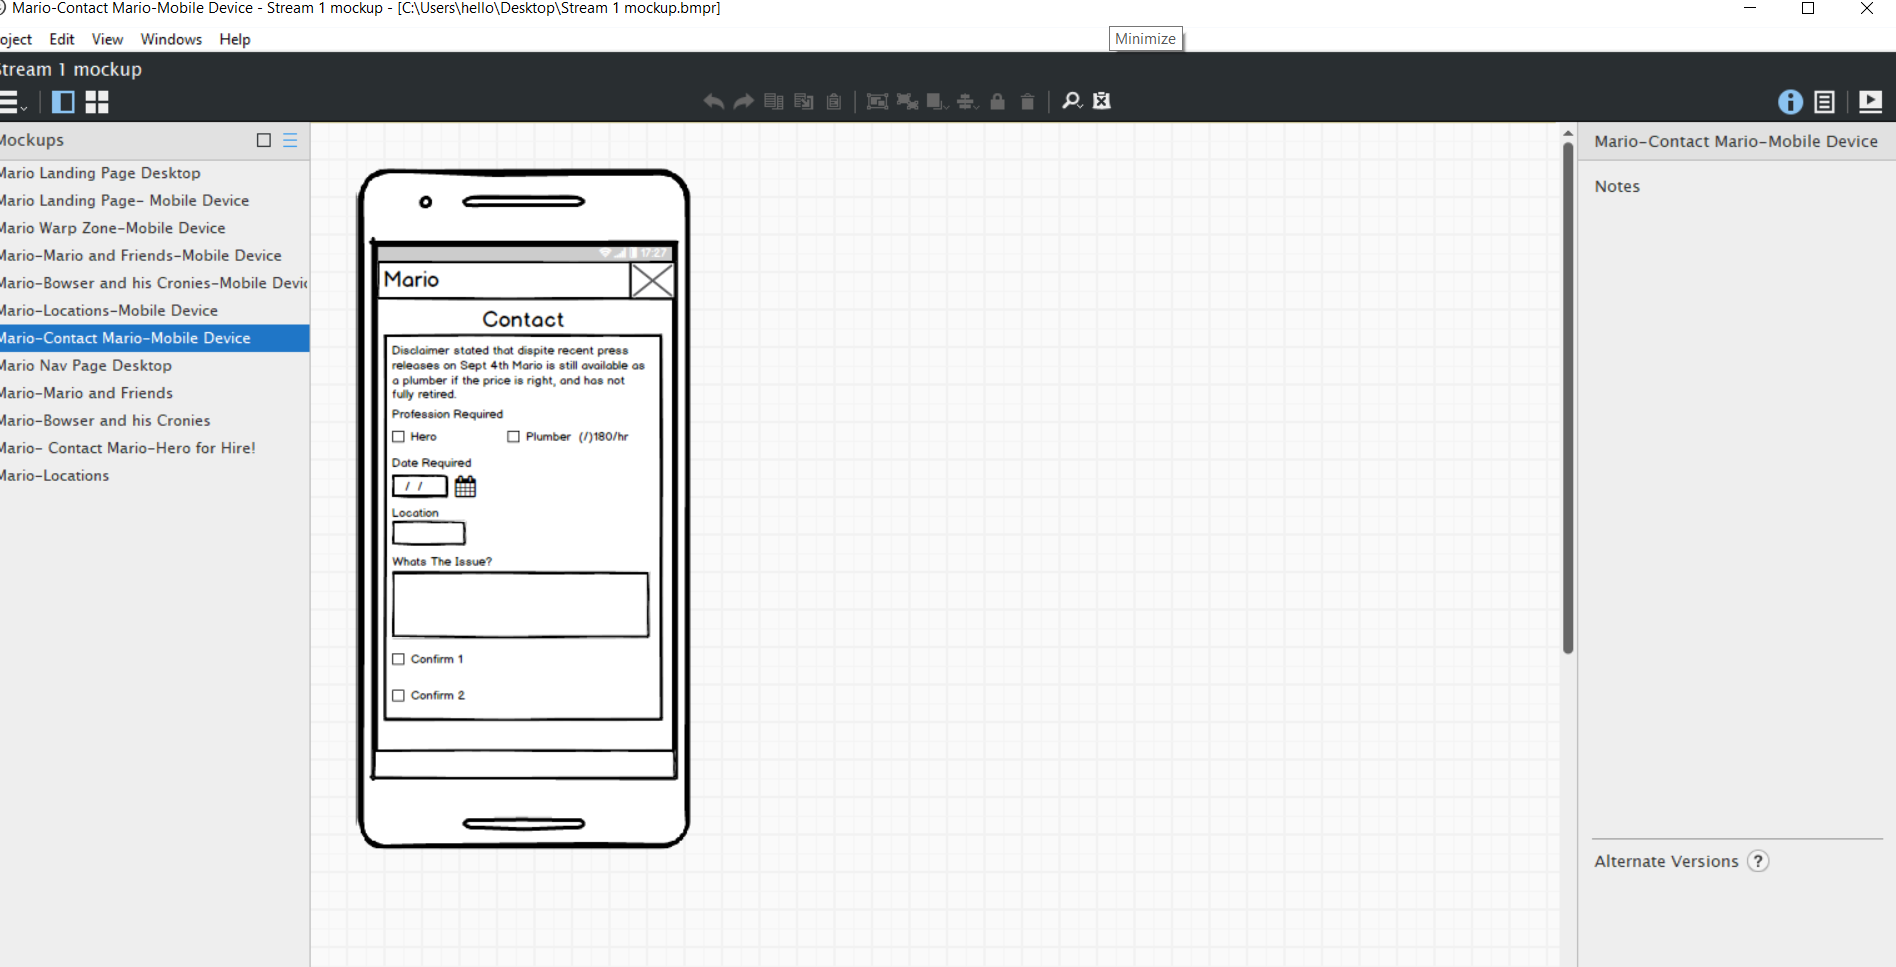 Mario-Contact Mario-Mobile Device - Stream 1 mockup - [C:\Users\hello\Desktop\Stream 1 mockup.bmpr]
oject Edit View Windows Help
Minimize
Stream 1 mockup
Mockups
Mario-Contact Mario-Mobile Device
Mario Landing Page Desktop
Mario Landing Page- Mobile Device
Mario Warp Zone-Mobile Device
Mario-Mario and Friends-Mobile Device
Mario-Bowser and his Cronies-Mobile Devic
Mario-Locations-Mobile Device
Mario-Contact Mario-Mobile Device
Mario Nav Page Desktop
Mario-Mario and Friends
Mario-Bowser and his Cronies
Mario- Contact Mario-Hero for Hire!
Mario-Locations
17:27
Mario
Contact
Disclaimer stated that dispite recent press
releases on Sept 4th Mario is still available as
a plumber if the price is right, and has not
fully retired.
Profession Required
Hero
Plumber (/)180/hr
Date Required
/ /
Location
Whats The Issue?
Confirm 1
Confirm 2
Notes
Alternate Versions ?